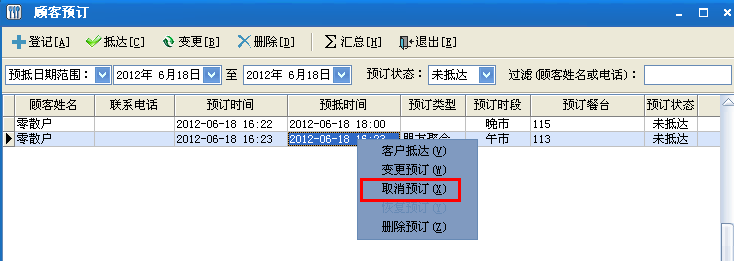 顾客预订
登记[A] 抵达[C] 变更[B] 删除[D] Σ汇总[H] 退出[E]
预抵日期范围： 2012年 6月18日 至 2012年 6月18日 预订状态： 未抵达 过滤(顾客姓名或电话)：
顾客姓名 联系电话 预订时间 预抵时间 预订类型 预订时段 预订餐台 预订状态
零散户 2012-06-18 16:22 2012-06-18 18:00 晚市 115 未抵达
零散户 2012-06-18 16:23 2012-06-18 16:23 朋友聚会 午市 113 未抵达
客户抵达(V)
变更预订(W)
取消预订(X)
恢复预订(Y)
删除预订(Z)